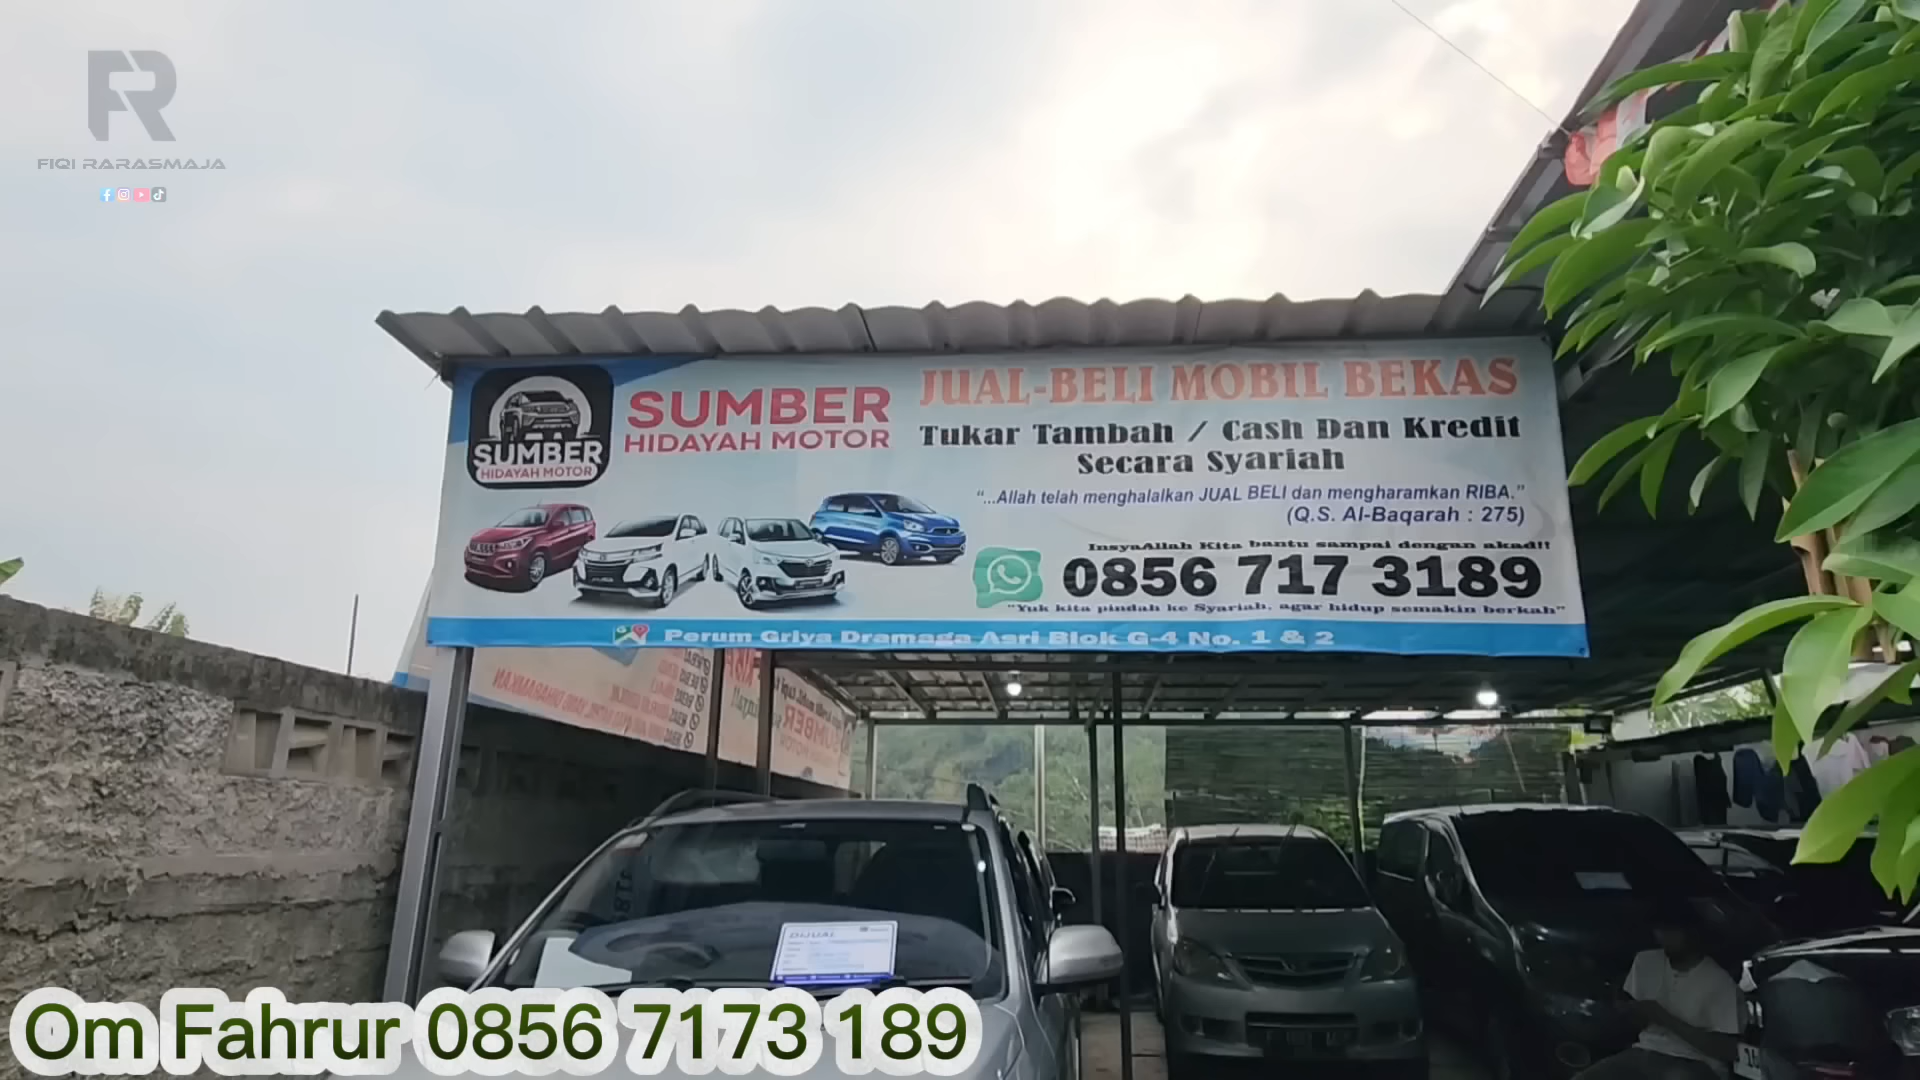 FR
FIQI RARASMAJA
SUMBER
HIDAYAH MOTOR
SUMBER
HIDAYAH MOTOR
JUAL-BELI MOBIL BEKAS
Tukar Tambah / Cash Dan Kredit
Secara Syariah
"...Allah telah menghalalkan JUAL BELI dan mengharamkan RIBA."
(Q.S. Al-Baqarah : 275)
InsyaAllah Kita bantu sampai dengan akad!!
0856 717 3189
"Yuk kita pindah ke Syariah, agar hidup semakin berkah"
Perum Griya Dramaga Asri Blok G-4 No. 1 & 2
DIJUAL
Om Fahrur 0856 7173 189